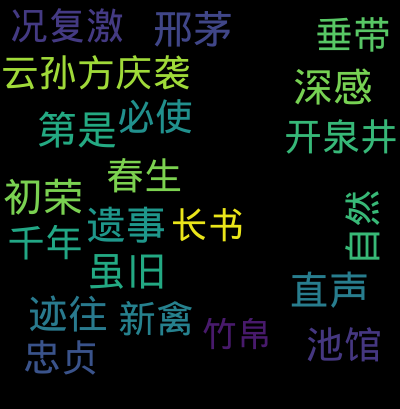 况复激
邢茅
垂带
云孙方庆袭
深感
第是
必使
开泉井
春生
初荣
自然
遗事
长书
千年
虽旧
直声
迹往
新禽
竹帛
池馆
忠贞